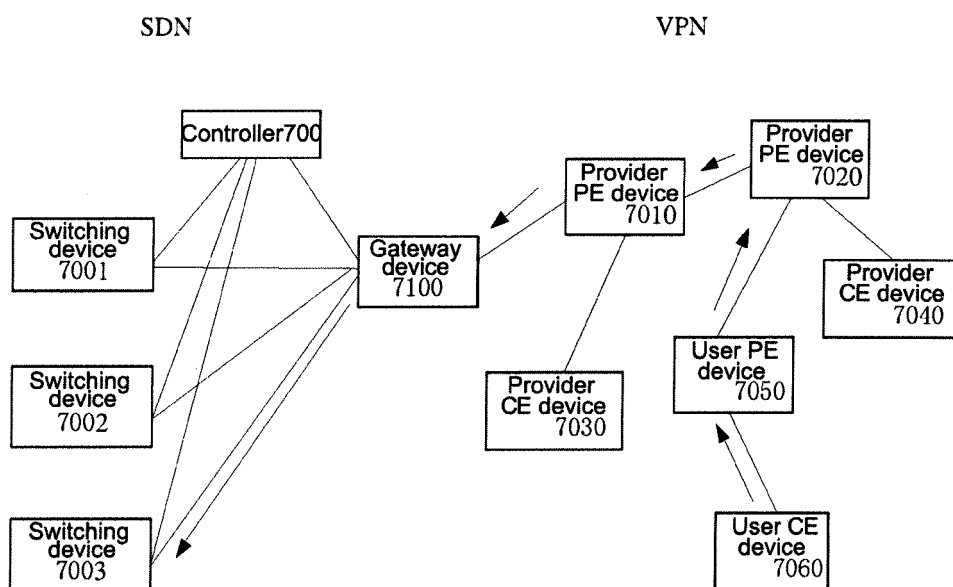 SDN
VPN
Controller700
Switching
device
7001
Switching
device
7002
Switching
device
7003
Gateway
device
7100
Provider
PE device
7010
Provider
PE device
7020
Provider
CE device
7030
Provider
CE device
7040
User PE
device
7050
User CE
device
7060